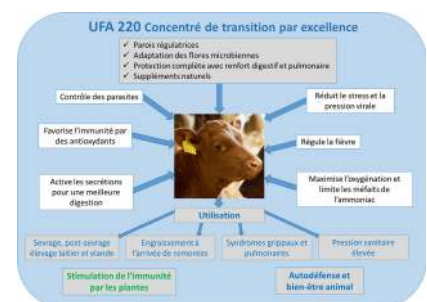 UFA 220 Concentré de transition par excellence
✓ Parois régulatrices
✓ Adaptation des flores microbiennes
✓ Protection complète avec renfort digestif et pulmonaire
✓ Suppléments naturels
Contrôle des parasites
Réduit le stress et la
pression virale
Favorise l'immunité par
des antioxydants
Régule la fièvre
Active les secrétions
pour une meilleure
digestion
Maximise l'oxygénation et
limite les méfaits de
l'ammoniac
Utilisation
Sevrage, post-sevrage
élevage laitier et viande
Engraissement à
l'arrivée de remontes
Syndromes grippaux et
pulmonaires
Pression sanitaire
élevée
Stimulation de l'immunité
par les plantes
Autodéfense et
bien-être animal